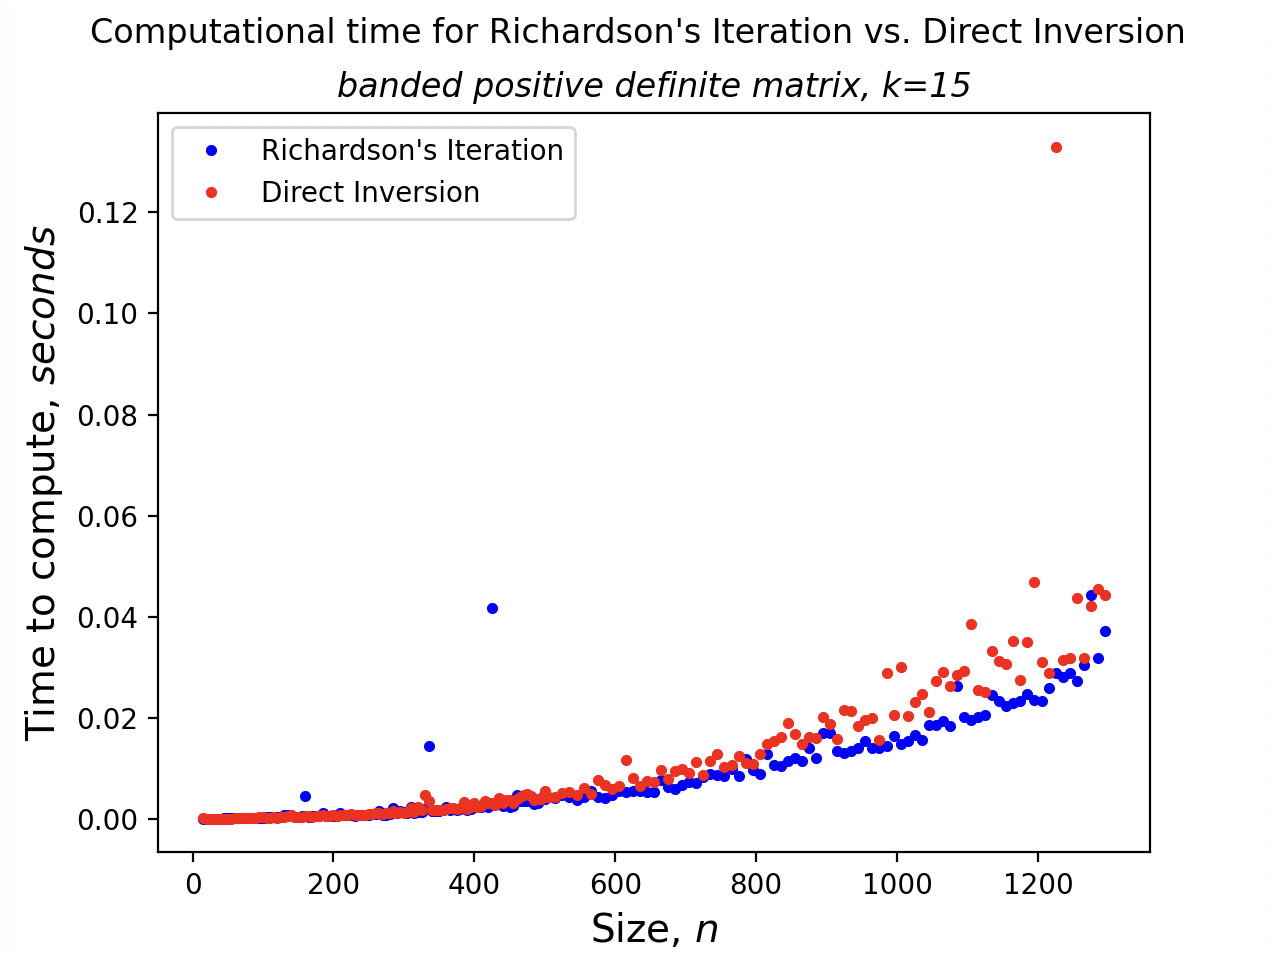 Computational time for Richardson's Iteration vs. Direct Inversion
banded positive definite matrix, k=15
Richardson's Iteration
Direct Inversion
Time to compute, seconds
0.12
0.10
0.08
0.06
0.04
0.02
0.00
0 200 400 600 800 1000 1200
Size, n